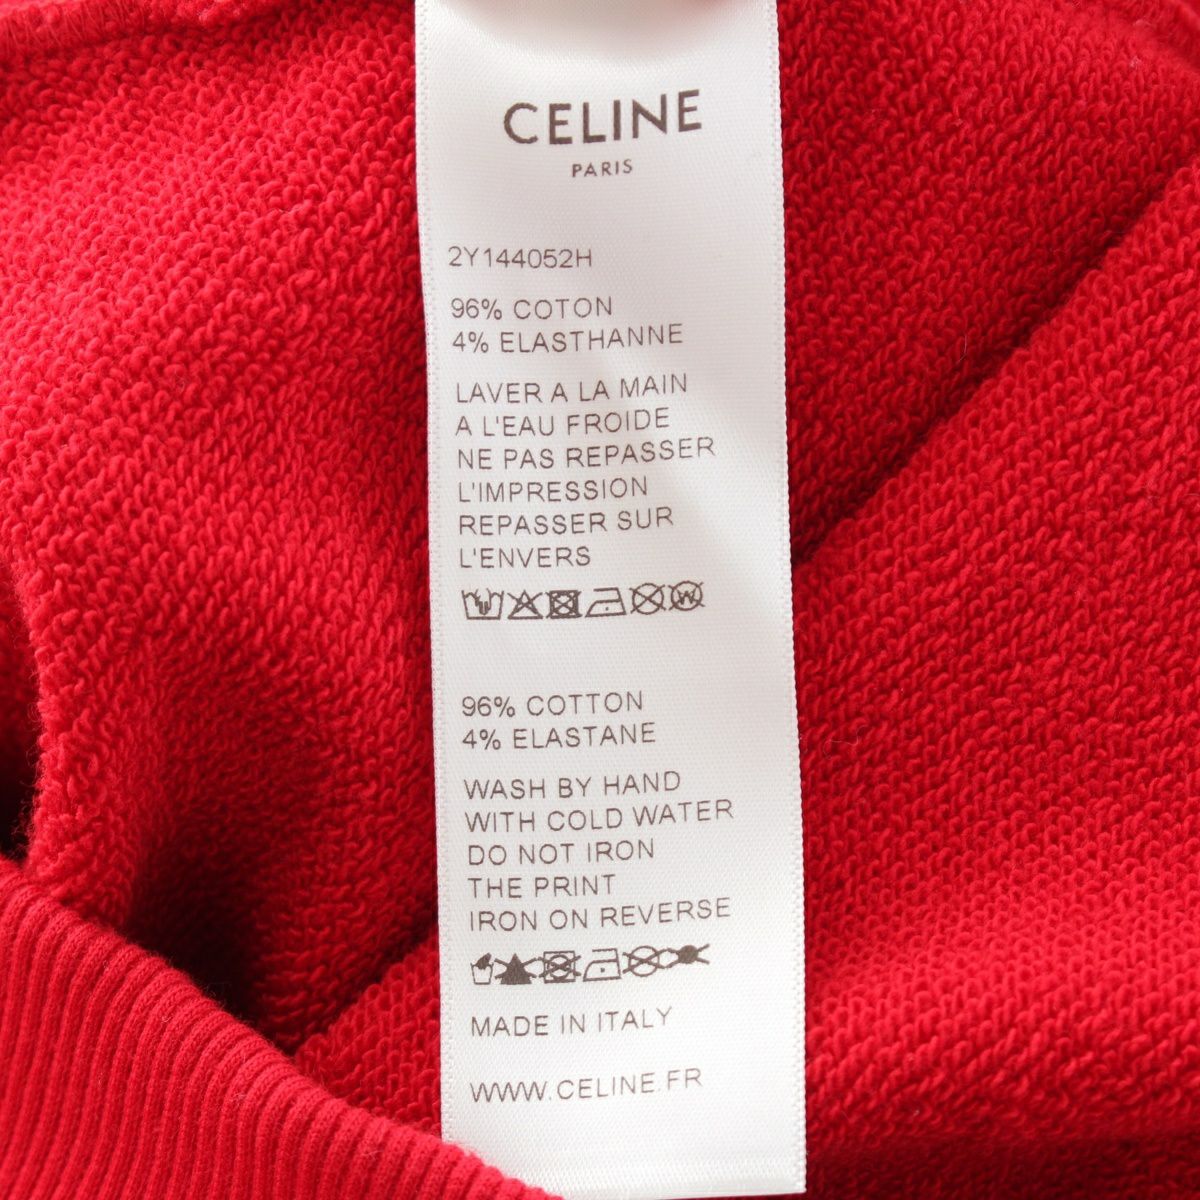 CELINE
PARIS
2Y144052H
96% COTON
4% ELASTHANNE
LAVER A LA MAIN
A L'EAU FROIDE
NE PAS REPASSER
L'IMPRESSION
REPASSER SUR
L'ENVERS
W
96% COTTON
4% ELASTANE
WASH BY HAND
WITH COLD WATER
DO NOT IRON
THE PRINT
IRON ON REVERSE
MADE IN ITALY
WWW.CELINE.FR